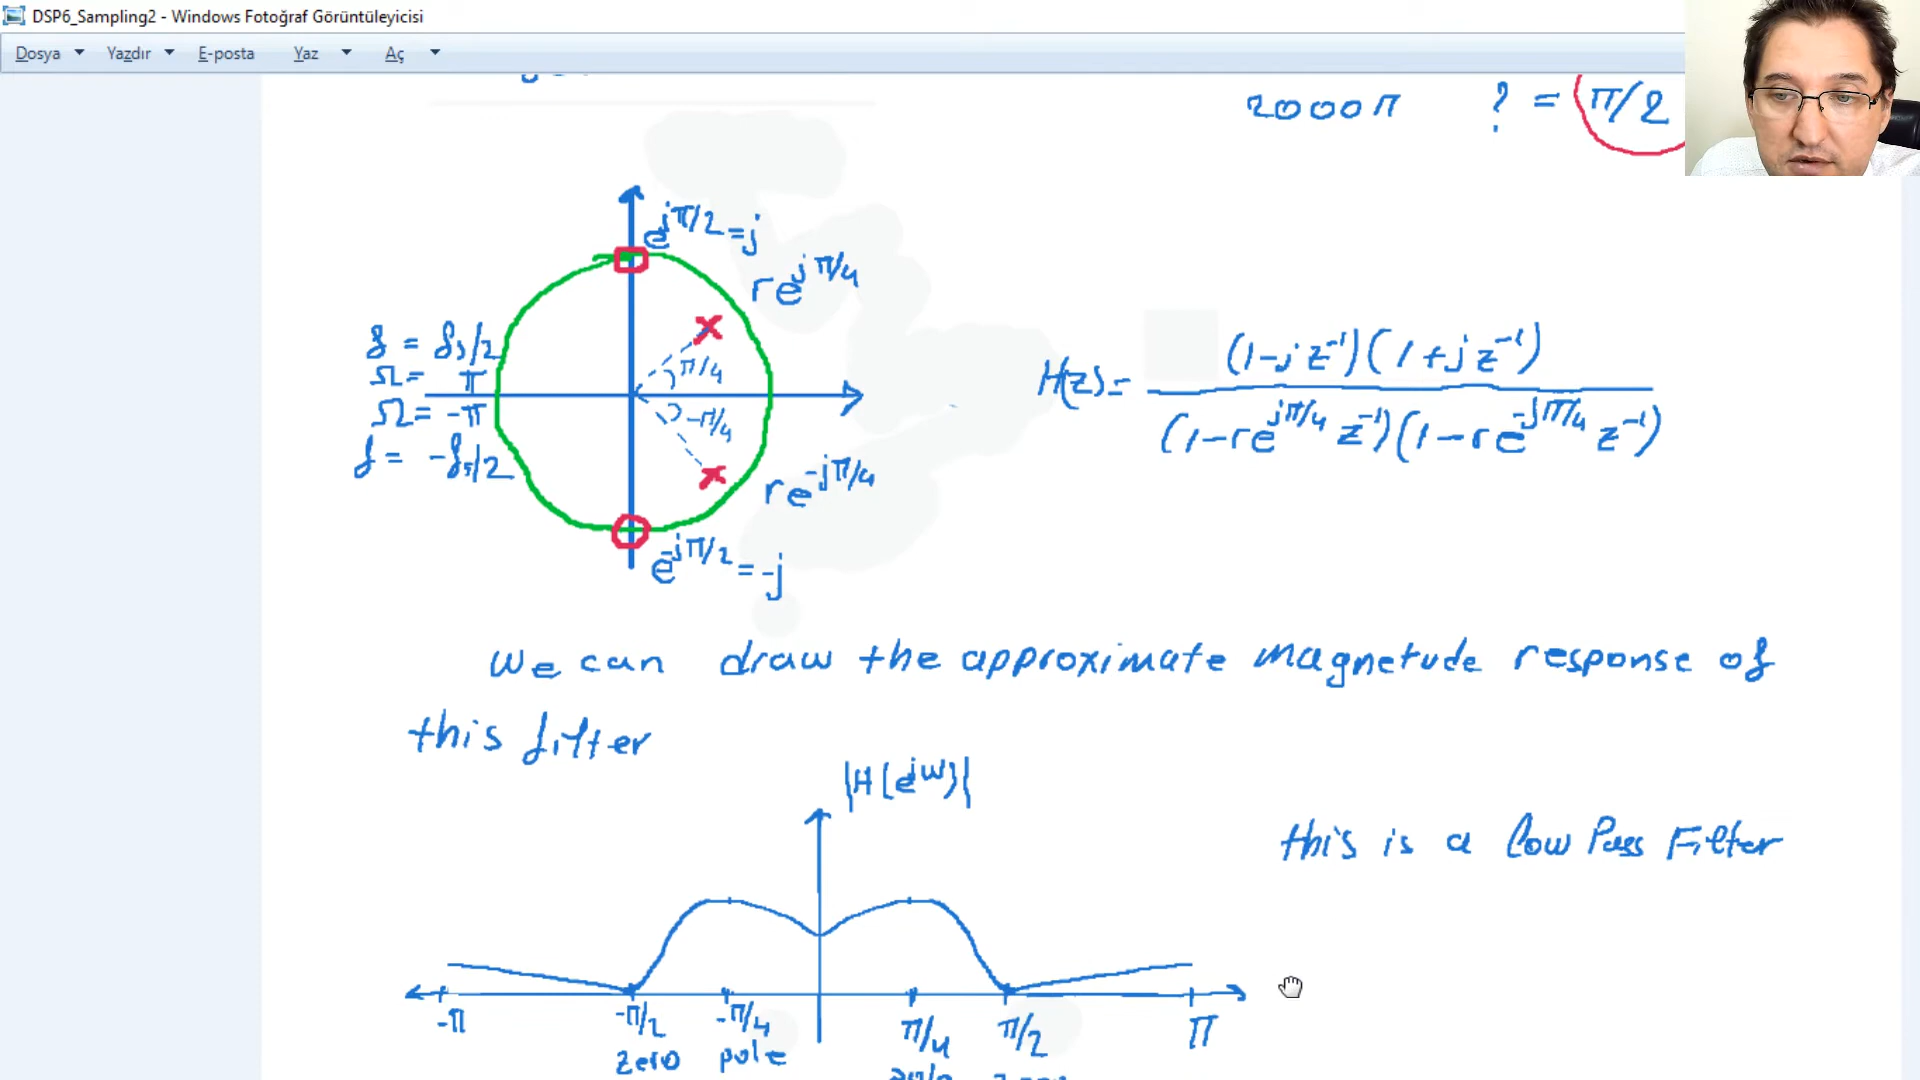 DSP6_Sampling2 - Windows Fotoğraf Görüntüleyicisi
Dosya Yazdır E-posta Yaz Aç
2000π ? = π/2
e^jπ/2 = j
re^jπ/4
f = fs/2
Ω = π
Ω = -π
f = -fs/2
π/4
-π/4
re^-jπ/4
e^-jπ/2 = -j
H(z) = (1-jz^-1)(1+jz^-1) / (1-re^jπ/4 z^-1)(1-re^-jπ/4 z^-1)
we can draw the approximate magnetude response of
this filter
|H(e^jw)|
this is a Low Pass Filter
-π -π/2 -π/4 π/4 π/2 π
zero pole